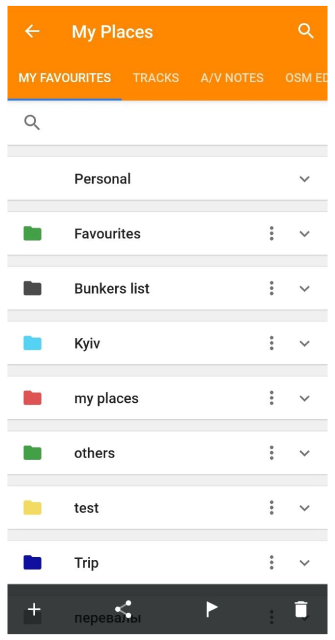 My Places
MY FAVOURITES TRACKS A/V NOTES OSM ED
Personal
Favourites
Bunkers list
Kyiv
my places
others
test
Trip
перевалы